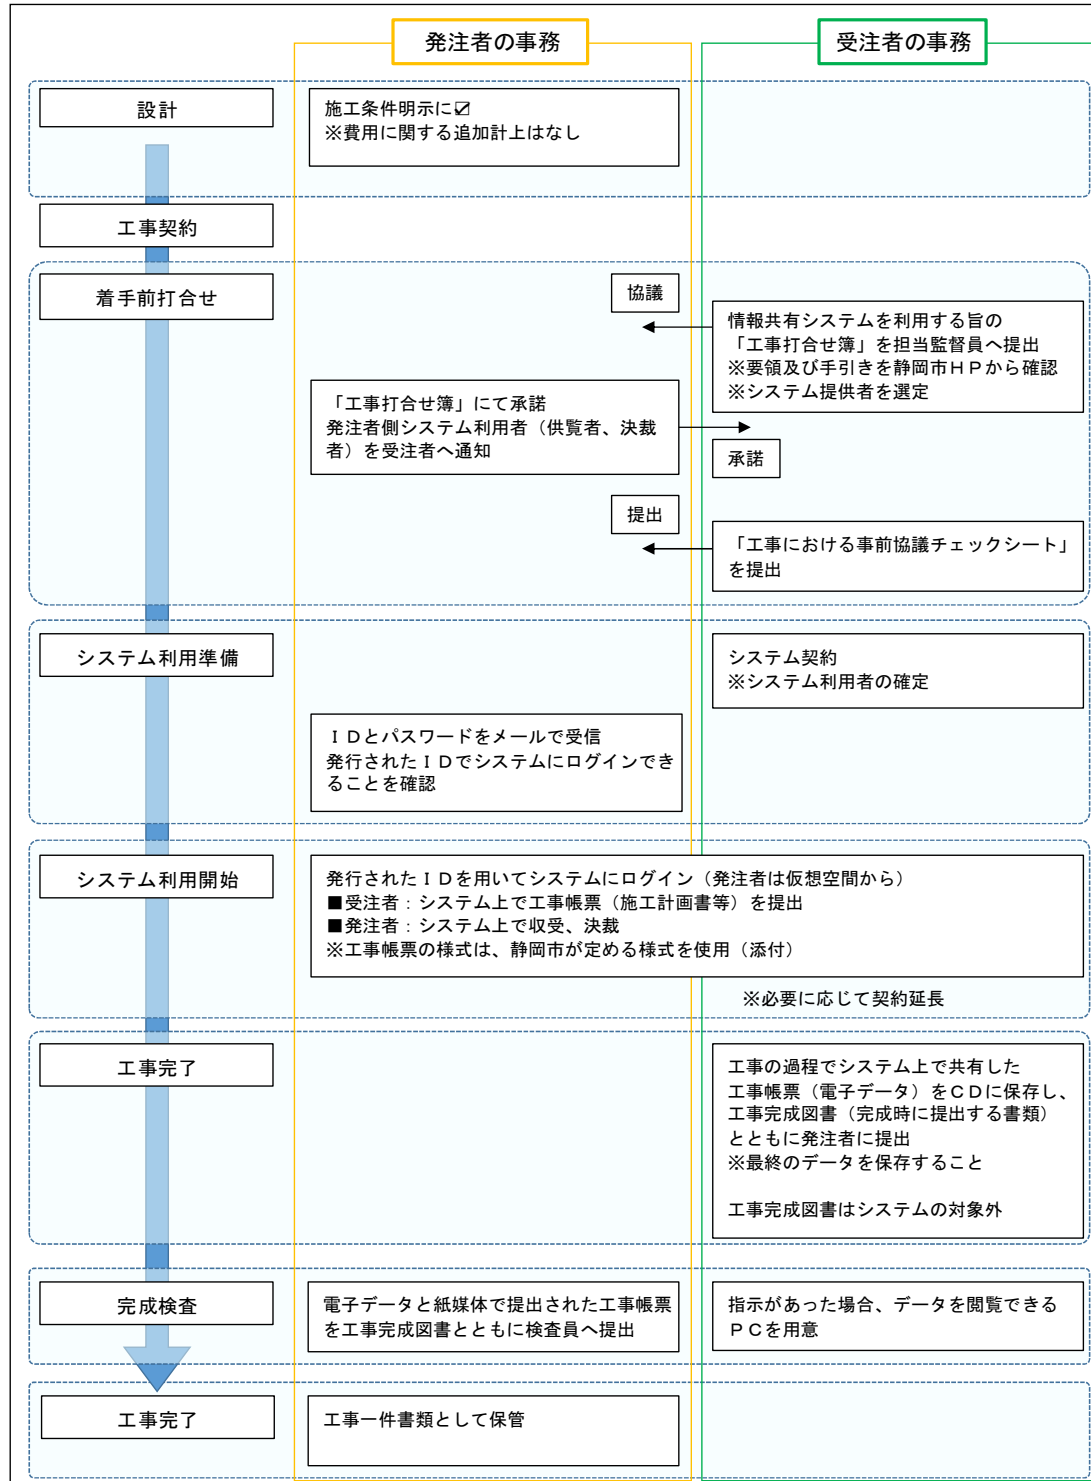 発注者の事務
受注者の事務
設計
施工条件明示に☑
※費用に関する追加計上はなし
工事契約
着手前打合せ
協議
情報共有システムを利用する旨の
「工事打合せ簿」を担当監督員へ提出
※要領及び手引きを静岡市ＨＰから確認
※システム提供者を選定
「工事打合せ簿」にて承諾
発注者側システム利用者（供覧者、決裁
者）を受注者へ通知
承諾
提出
「工事における事前協議チェックシート」
を提出
システム利用準備
システム契約
※システム利用者の確定
ＩＤとパスワードをメールで受信
発行されたＩＤでシステムにログインでき
ることを確認
システム利用開始
発行されたＩＤを用いてシステムにログイン（発注者は仮想空間から）
■受注者：システム上で工事帳票（施工計画書等）を提出
■発注者：システム上で収受、決裁
※工事帳票の様式は、静岡市が定める様式を使用（添付）
※必要に応じて契約延長
工事完了
工事の過程でシステム上で共有した
工事帳票（電子データ）をＣＤに保存し、
工事完成図書（完成時に提出する書類）
とともに発注者に提出
※最終のデータを保存すること
工事完成図書はシステムの対象外
完成検査
電子データと紙媒体で提出された工事帳票
を工事完成図書とともに検査員へ提出
指示があった場合、データを閲覧できる
ＰＣを用意
工事完了
工事一件書類として保管